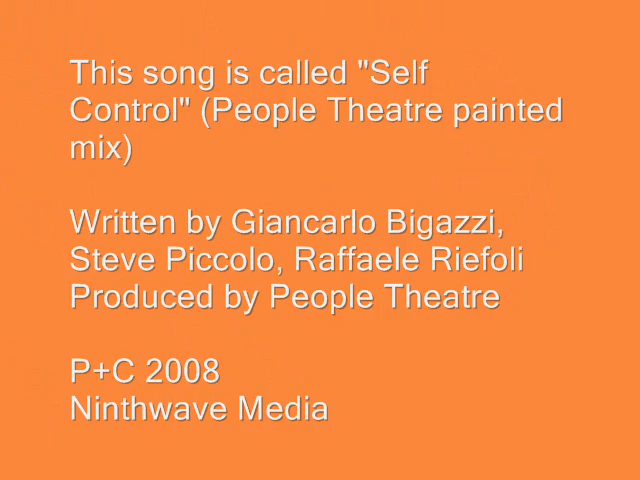 This song is called "Self
Control" (People Theatre painted
mix)
Written by Giancarlo Bigazzi,
Steve Piccolo, Raffaele Riefoli
Produced by People Theatre
P+C 2008
Ninthwave Media